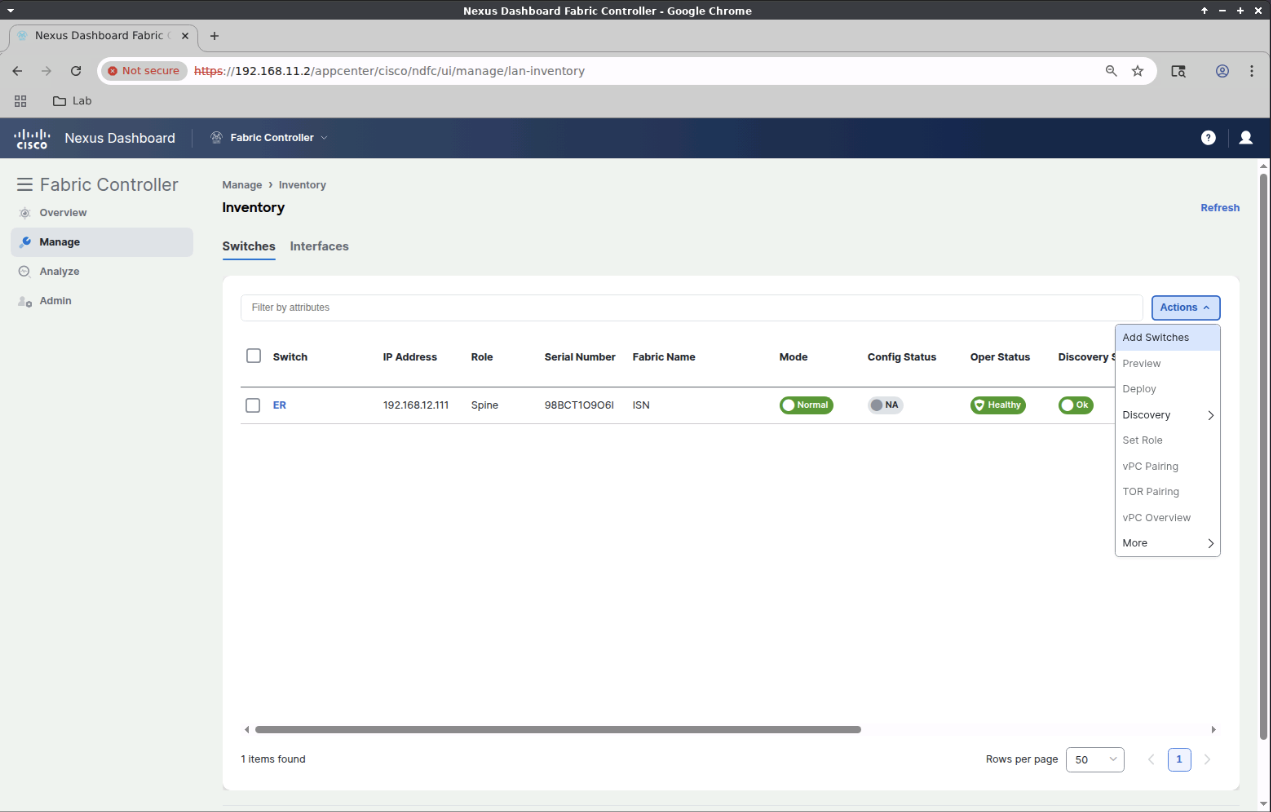 Nexus Dashboard Fabric Controller - Google Chrome
Nexus Dashboard Fabric
Not secure https://192.168.11.2/appcenter/cisco/ndfc/ui/manage/lan-inventory
Lab
CISCO Nexus Dashboard Fabric Controller ?
Fabric Controller
Overview
Manage
Analyze
Admin
Manage > Inventory
Inventory
Refresh
Switches Interfaces
Filter by attributes
Actions
Add Switches
Preview
Deploy
Discovery
Set Role
vPC Pairing
TOR Pairing
vPC Overview
More
Switch IP Address Role Serial Number Fabric Name Mode Config Status Oper Status Discovery S
ER 192.168.12.111 Spine 98BCT1O9O6I ISN Normal NA Healthy Ok
1 items found
Rows per page 50 1